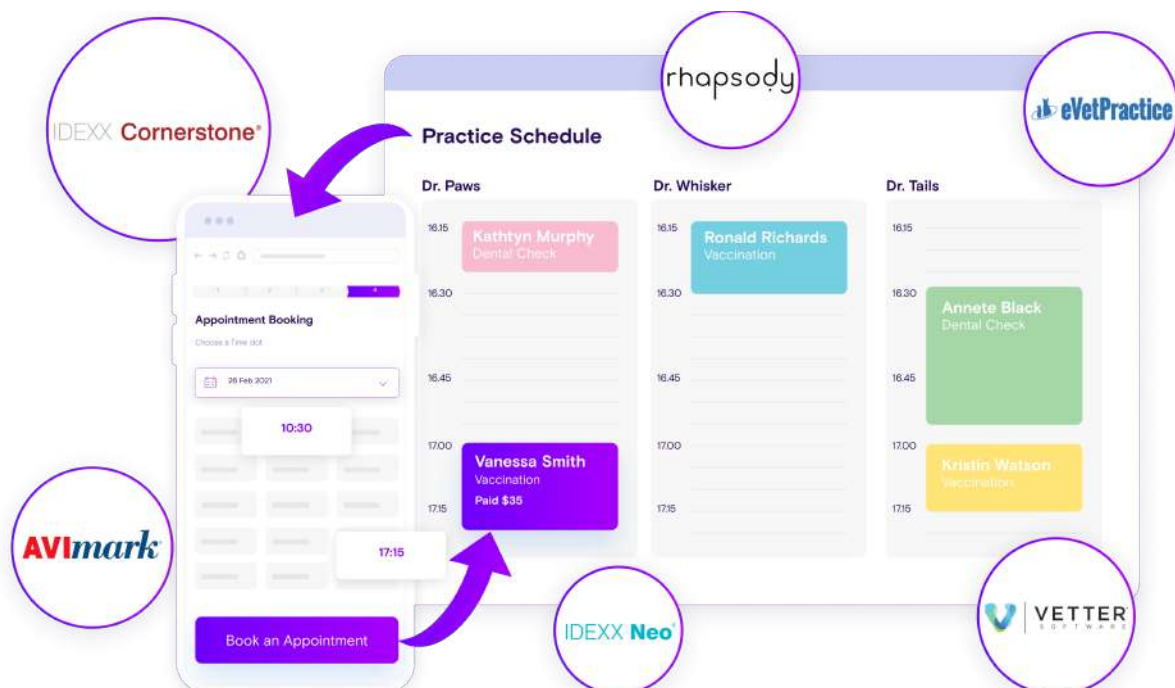 rhapsody
IDEXX Cornerstone®
eVetPractice
Practice Schedule
Dr. Paws
Dr. Whisker
Dr. Tails
16.15
Kathtyn Murphy
Dental Check
16.30
16.45
17.00
Vanessa Smith
Vaccination
Paid $35
17.15
16.15
Ronald Richards
Vaccination
16.30
16.45
17.00
17.15
16.15
16.30
Annete Black
Dental Check
16.45
17.00
Kristin Watson
Vaccination
17.15
Appointment Booking
Choose a Time slot
26 Feb 2021
10:30
17:15
Book an Appointment
AVImark
IDEXX Neo®
VETTER
SOFTWARE